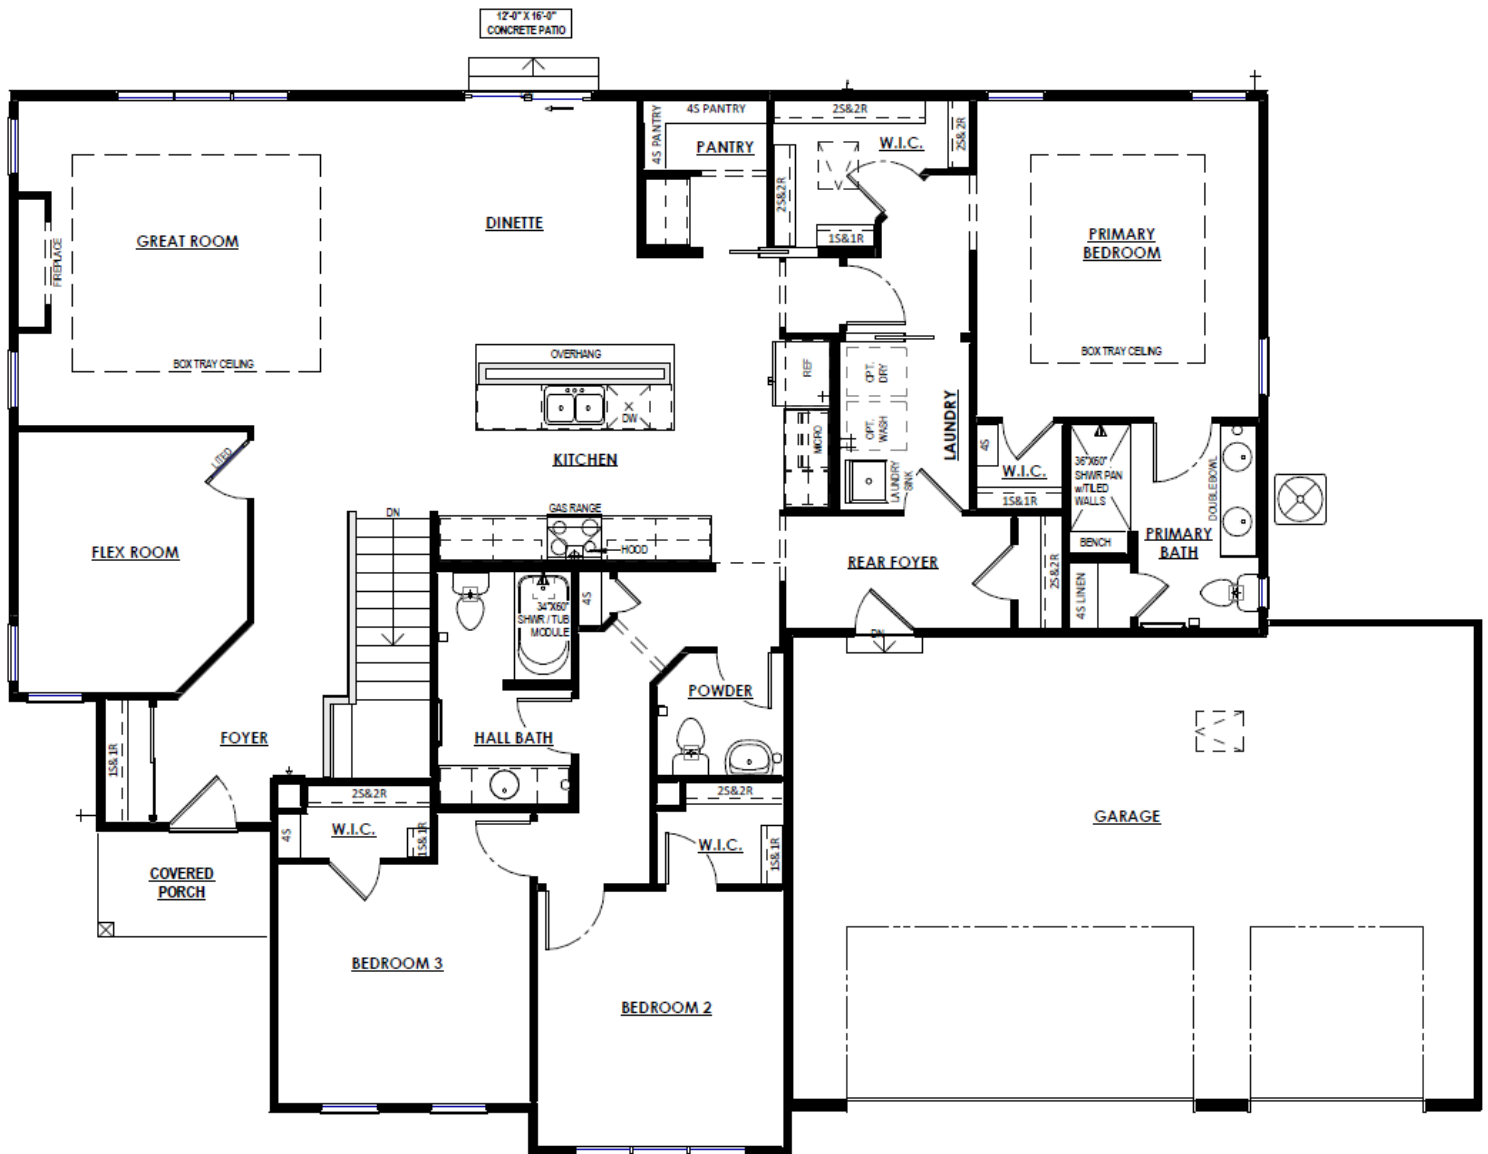 12'-0" X 16'-0"
CONCRETE PATIO
4S PANTRY
4S PANTRY
PANTRY
2S&2R
2S&2R
W.I.C.
2S&2R
1S&1R
GREAT ROOM
DINETTE
PRIMARY
BEDROOM
FIREPLACE
BOX TRAY CEILING
BOX TRAY CEILING
OVERHANG
DW
REF
OPT.
DRY
OPT.
WASH
LAUNDRY
MICRO
LAUNDRY
SINK
KITCHEN
LITED
4S
W.I.C.
1S&1R
36"X60"
SHWR PAN
w/TILED
WALLS
BENCH
DOUBLE BOWL
PRIMARY
BATH
GAS RANGE
HOOD
DN
FLEX ROOM
REAR FOYER
2S&2R
4S LINEN
4S
34"X60"
SHWR / TUB
MODULE
DN
POWDER
FOYER
HALL BATH
1S&1R
2S&2R
4S
W.I.C.
1S&1R
2S&2R
W.I.C.
1S&1R
GARAGE
COVERED
PORCH
BEDROOM 3
BEDROOM 2